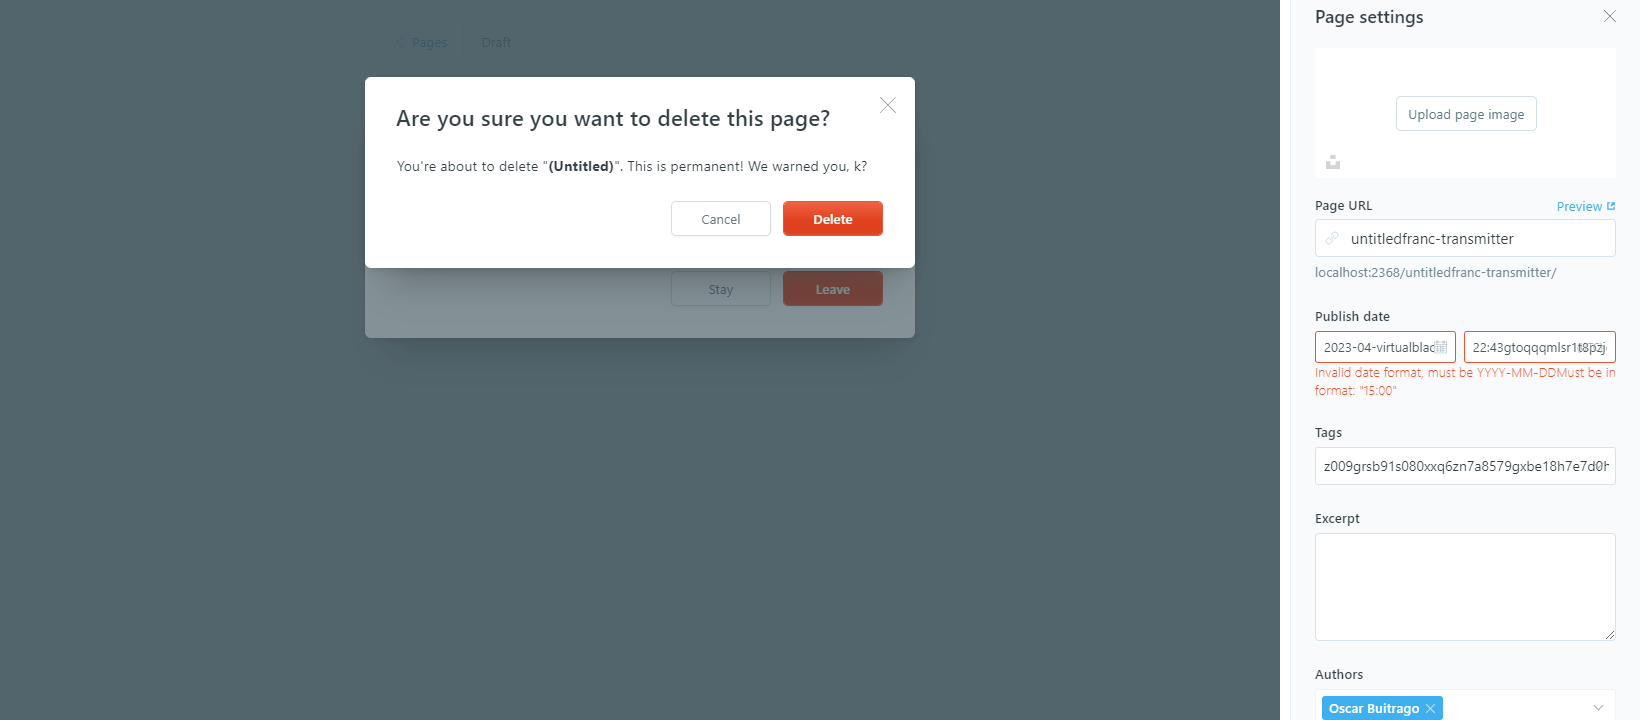 Pages
Draft
Are you sure you want to delete this page?
You're about to delete "(Untitled)". This is permanent! We warned you, k?
Cancel
Delete
Stay
Leave
Page settings
Upload page image
Page URL
Preview
untitledfranc-transmitter
localhost:2368/untitledfranc-transmitter/
Publish date
2023-04-virtualblac
22:43gtoqqqmlsr1t8pzj
Invalid date format, must be YYYY-MM-DDMust be in
format: "15:00"
Tags
z009grsb91s080xxq6zn7a8579gxbe18h7e7d0h
Excerpt
Authors
Oscar Buitrago